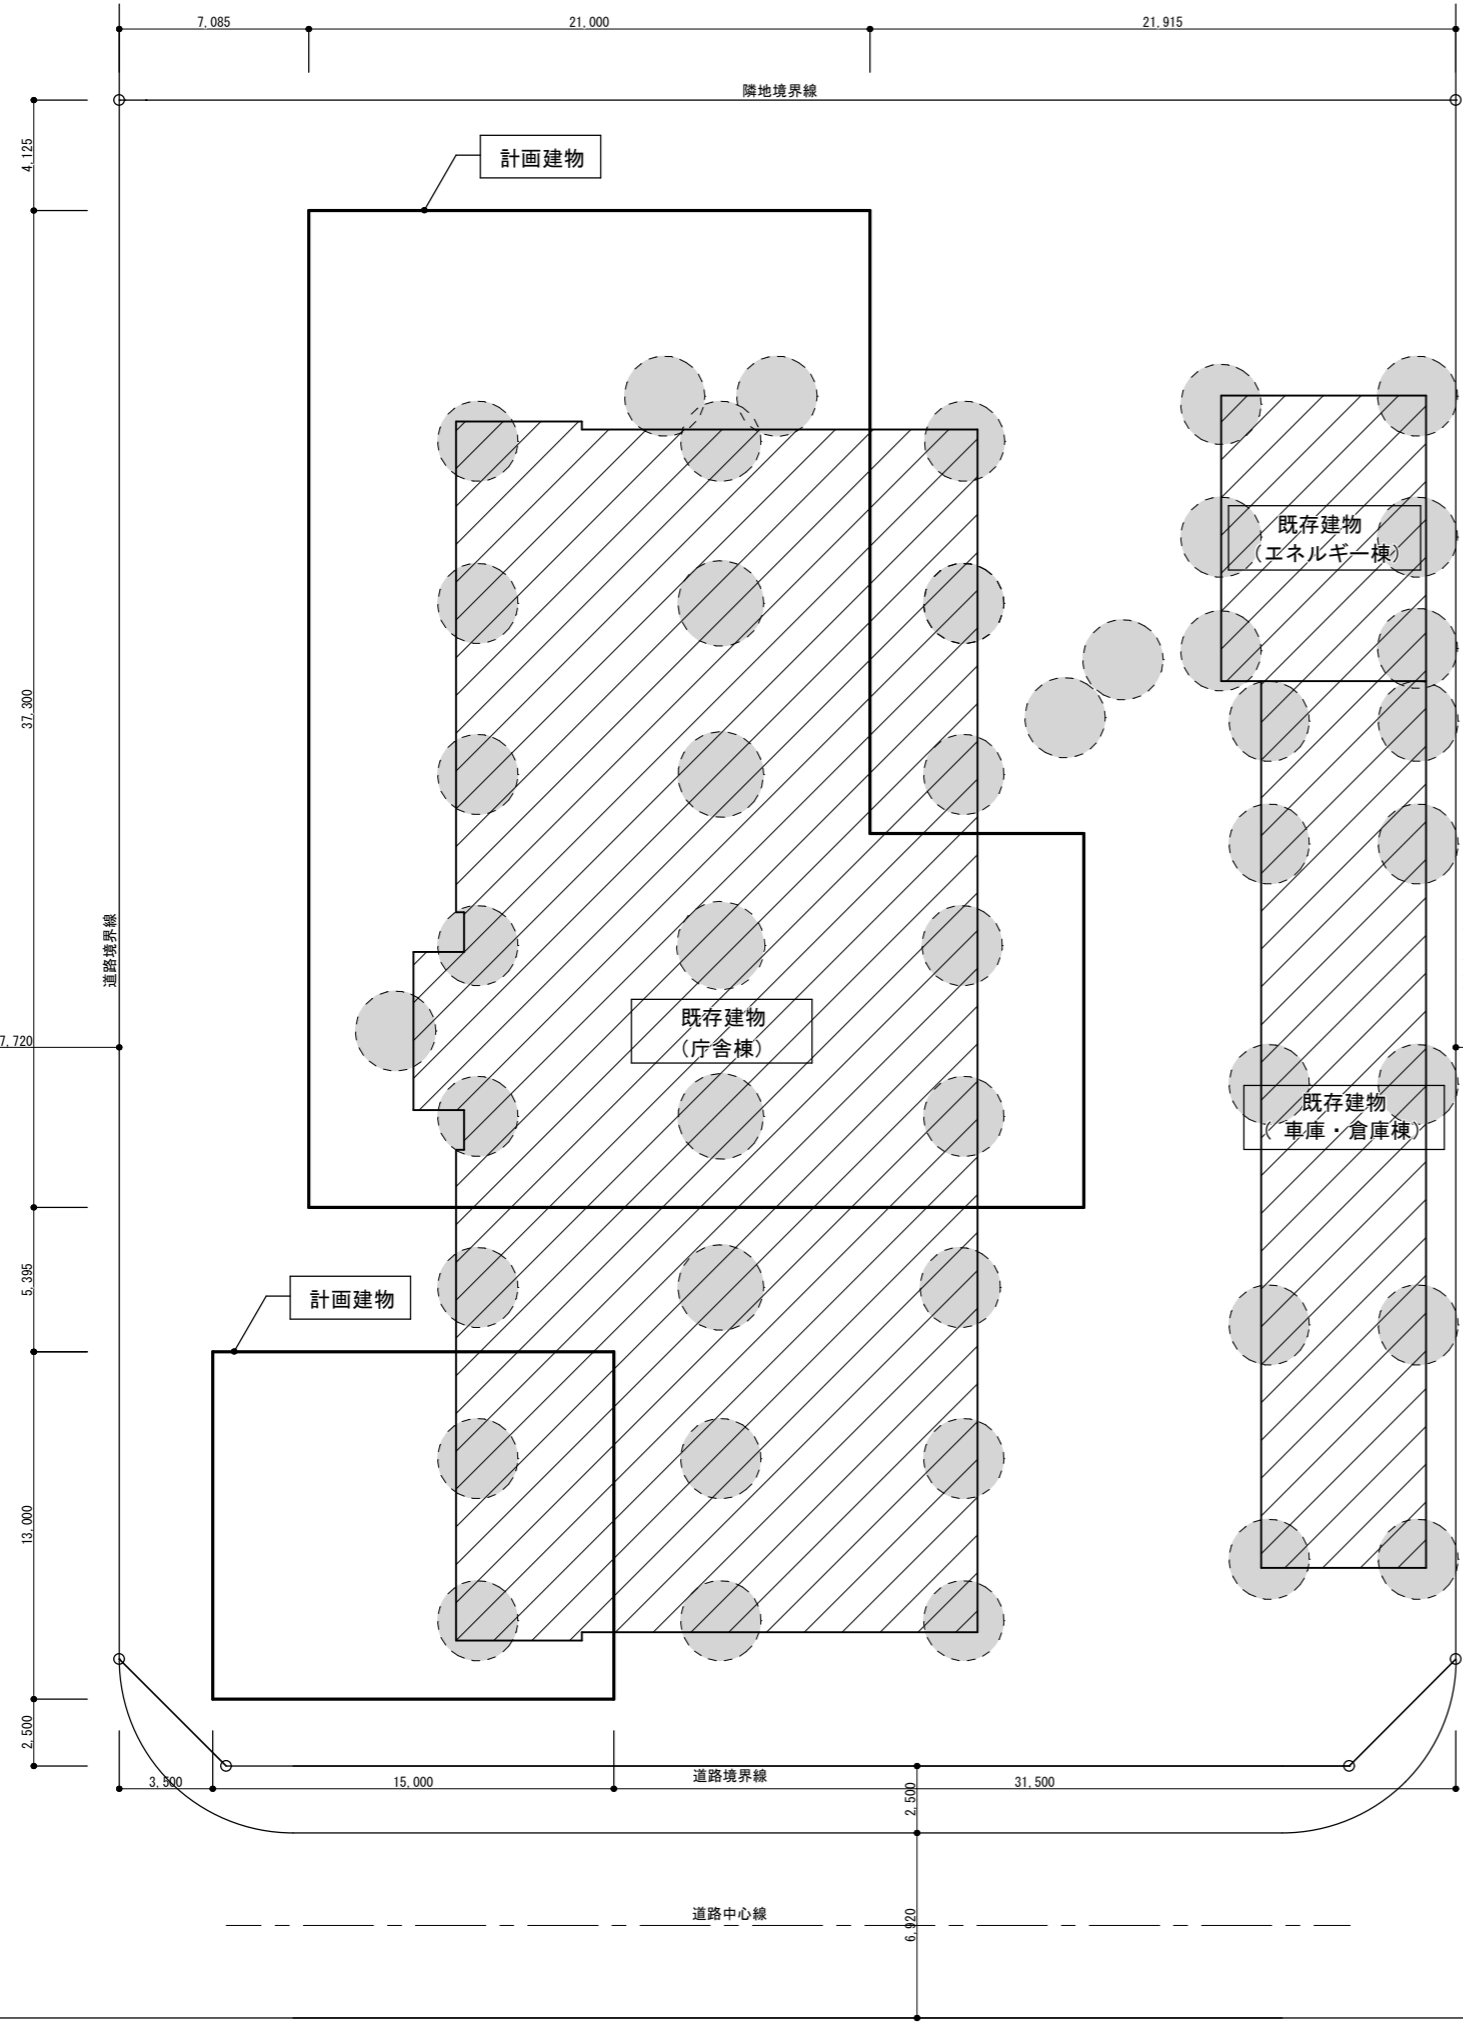 7,085
21,000
21,915
隣地境界線
4,125
計画建物
既存建物
(エネルギー棟)
37,300
道路境界線
7,720
既存建物
(庁舎棟)
既存建物
( 車庫・倉庫棟)
5,395
計画建物
13,000
2,500
3,500
15,000
道路境界線
31,500
2,500
道路中心線
6,920